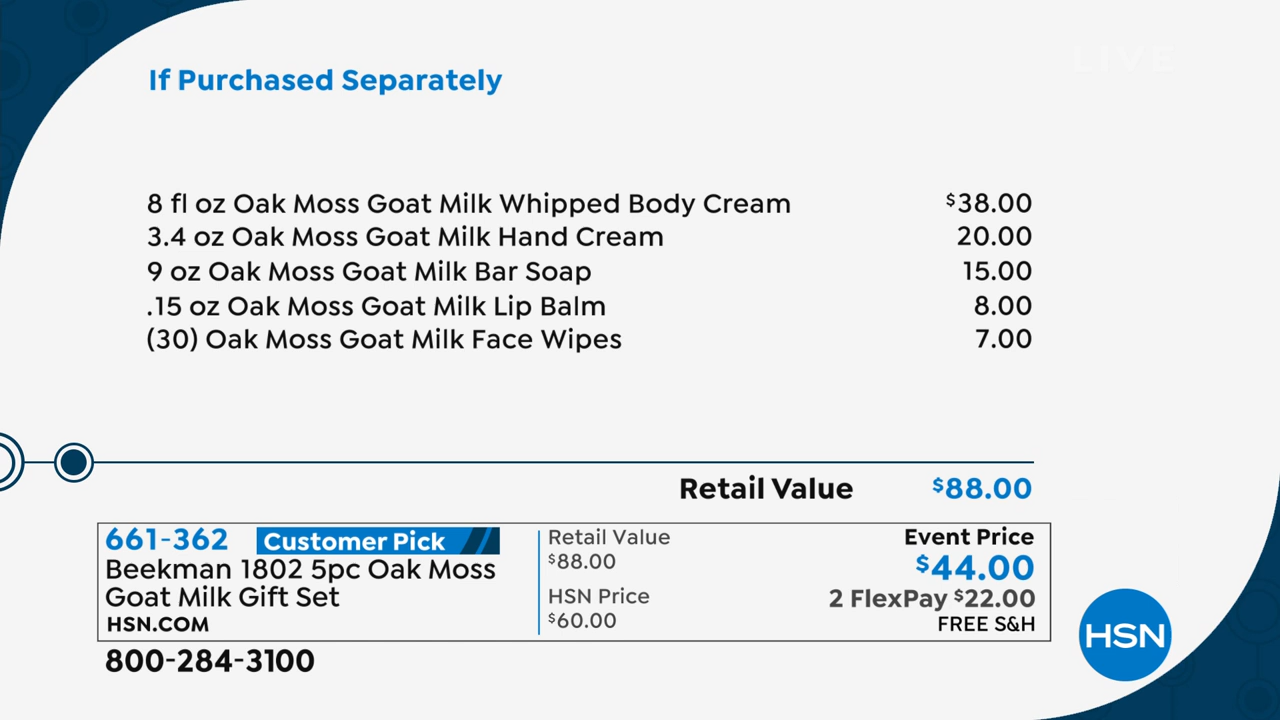 LIVE
If Purchased Separately
8 fl oz Oak Moss Goat Milk Whipped Body Cream $38.00
3.4 oz Oak Moss Goat Milk Hand Cream 20.00
9 oz Oak Moss Goat Milk Bar Soap 15.00
.15 oz Oak Moss Goat Milk Lip Balm 8.00
(30) Oak Moss Goat Milk Face Wipes 7.00
Retail Value $88.00
661-362 Customer Pick
Beekman 1802 5pc Oak Moss
Goat Milk Gift Set
HSN.COM
Retail Value
$88.00
HSN Price
$60.00
Event Price
$44.00
2 FlexPay $22.00
FREE S&H
800-284-3100
HSN